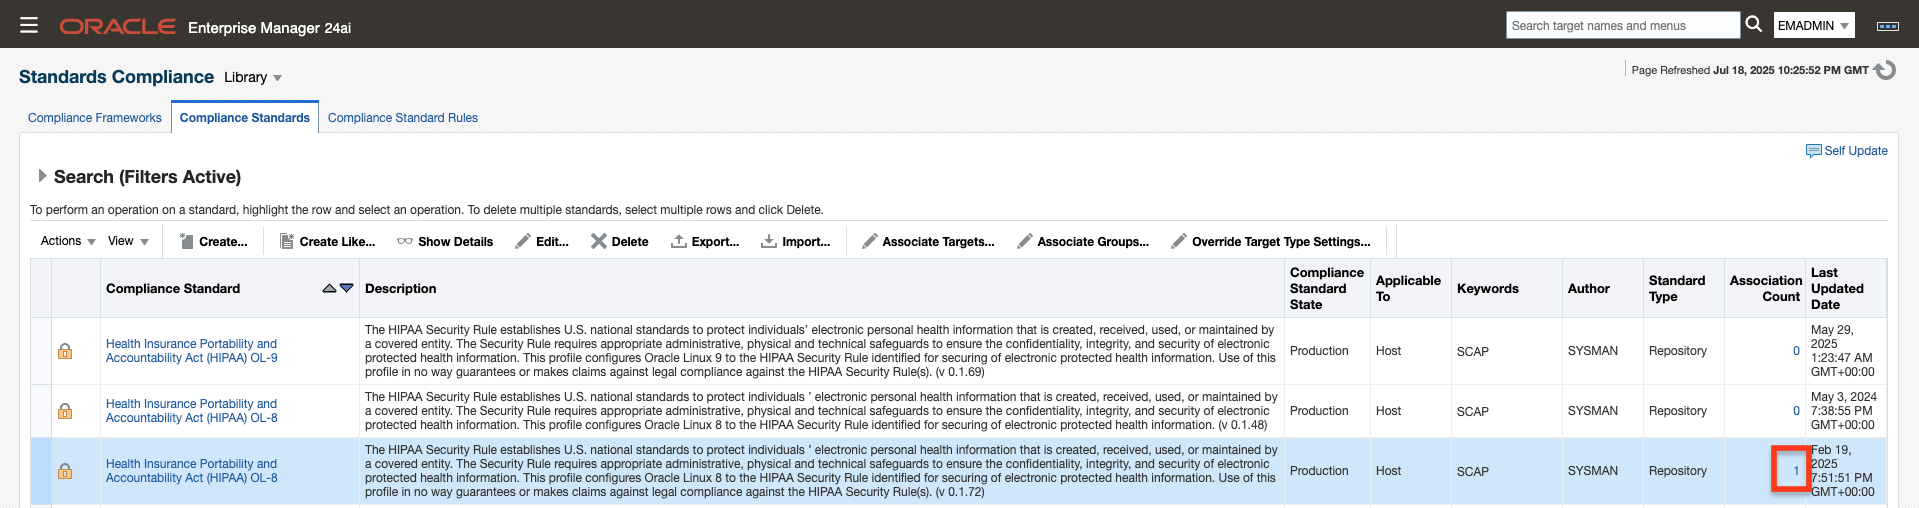 ORACLE Enterprise Manager 24ai
Search target names and menus
EMADMIN
Standards Compliance Library
Page Refreshed Jul 18, 2025 10:25:52 PM GMT
Compliance Frameworks
Compliance Standards
Compliance Standard Rules
Self Update
Search (Filters Active)
To perform an operation on a standard, highlight the row and select an operation. To delete multiple standards, select multiple rows and click Delete.
Actions View Create... Create Like... Show Details Edit... Delete Export... Import... Associate Targets... Associate Groups... Override Target Type Settings...
Compliance Standard
Description
Compliance
Standard
State
Applicable
To
Keywords
Author
Standard
Type
Association
Count
Last
Updated
Date
Health Insurance Portability and
Accountability Act (HIPAA) OL-9
The HIPAA Security Rule establishes U.S. national standards to protect individuals’ electronic personal health information that is created, received, used, or maintained by
a covered entity. The Security Rule requires appropriate administrative, physical and technical safeguards to ensure the confidentiality, integrity, and security of electronic
protected health information. This profile configures Oracle Linux 9 to the HIPAA Security Rule identified for securing of electronic protected health information. Use of this
profile in no way guarantees or makes claims against legal compliance against the HIPAA Security Rule(s). (v 0.1.69)
Production
Host
SCAP
SYSMAN
Repository
0
May 29,
2025
1:23:47 AM
GMT+00:00
Health Insurance Portability and
Accountability Act (HIPAA) OL-8
The HIPAA Security Rule establishes U.S. national standards to protect individuals ’ electronic personal health information that is created, received, used, or maintained by
a covered entity. The Security Rule requires appropriate administrative, physical and technical safeguards to ensure the confidentiality, integrity, and security of electronic
protected health information. This profile configures Oracle Linux 8 to the HIPAA Security Rule identified for securing of electronic protected health information. (v 0.1.48)
Production
Host
SCAP
SYSMAN
Repository
0
May 3, 2024
7:38:55 PM
GMT+00:00
Health Insurance Portability and
Accountability Act (HIPAA) OL-8
The HIPAA Security Rule establishes U.S. national standards to protect individuals ’ electronic personal health information that is created, received, used, or maintained by
a covered entity. The Security Rule requires appropriate administrative, physical and technical safeguards to ensure the confidentiality, integrity, and security of electronic
protected health information. This profile configures Oracle Linux 8 to the HIPAA Security Rule identified for securing of electronic protected health information. Use of this
profile in no way guarantees or makes claims against legal compliance against the HIPAA Security Rule(s). (v 0.1.72)
Production
Host
SCAP
SYSMAN
Repository
1
Feb 19,
2025
7:51:51 PM
GMT+00:00